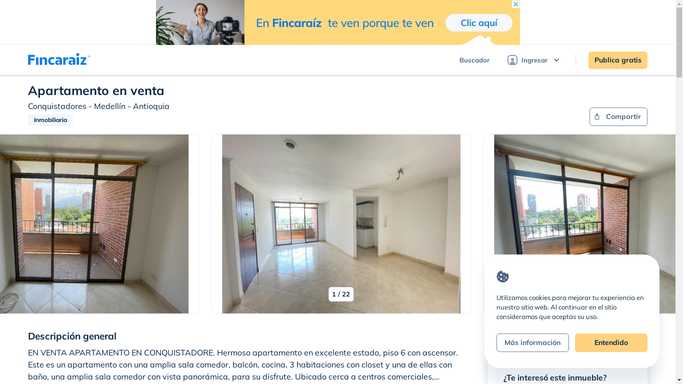 En Fincaraíz te ven porque te ven
Clic aquí
Fincaraíz
Buscador
Ingresar
Publica gratis
Apartamento en venta
Conquistadores - Medellín - Antioquia
Inmobiliaria
Compartir
1 / 22
Utilizamos cookies para mejorar tu experiencia en
nuestro sitio web. Al continuar en el sitio
consideramos que aceptas su uso.
Más información
Entendido
Descripción general
EN VENTA APARTAMENTO EN CONQUISTADORE. Hermoso apartamento en excelente estado, piso 6 con ascensor.
Este es un apartamento con una amplia sala comedor, balcón, cocina, 3 habitaciones con closet y una de ellas con
baño, una amplia sala comedor con vista panorámica, para su disfrute. Ubicado cerca a centros comerciales,...
¿Te interesó este inmueble?